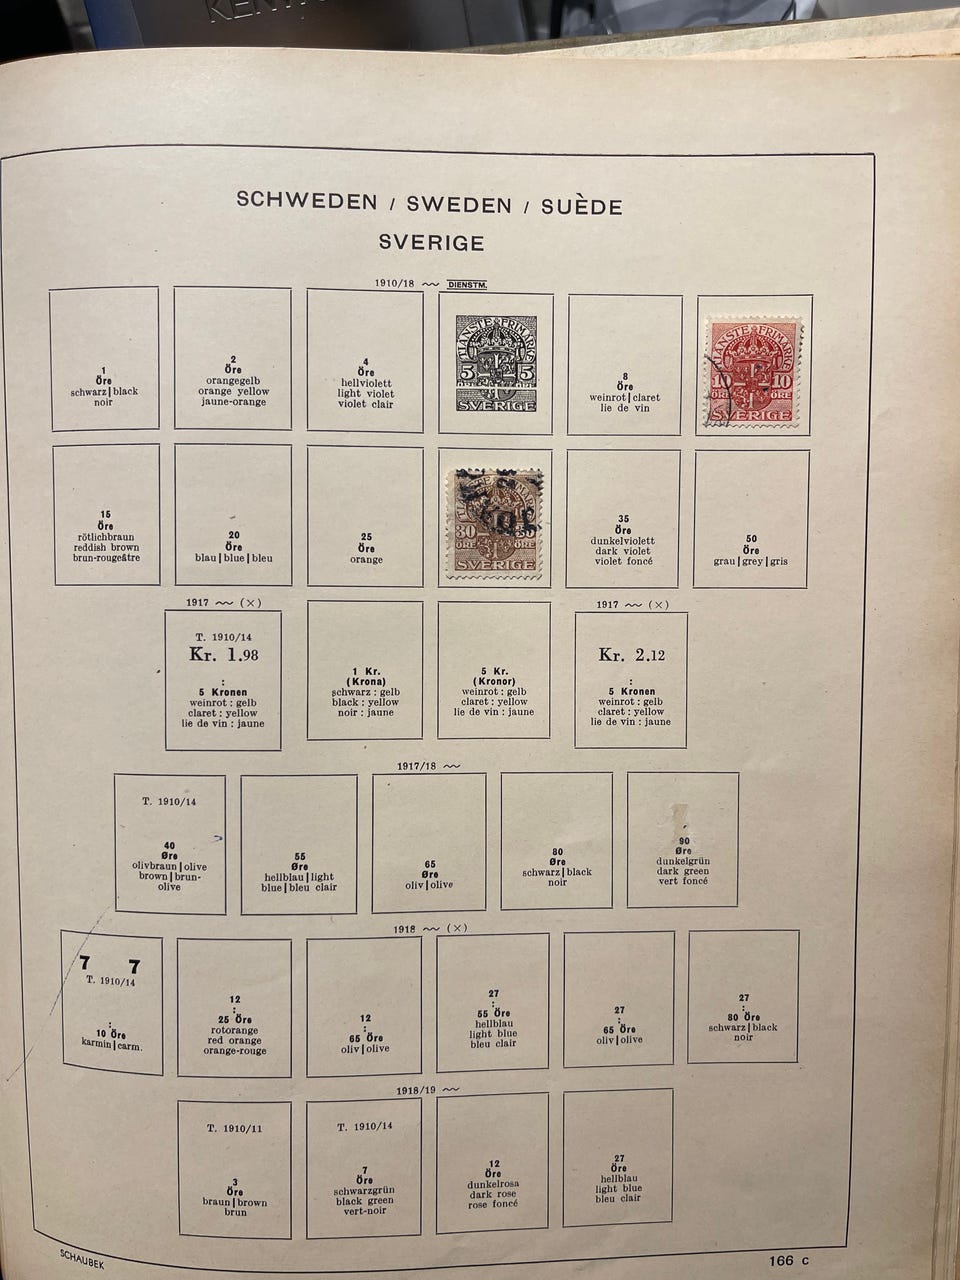 SCHWEDEN / SWEDEN / SUÈDE
SVERIGE
1910/18 DIENSTM.
1
Öre
schwarz|black
noir
2
Öre
orangegelb
orange yellow
jaune-orange
4
Öre
hellviolett
light violet
violet clair
TJÄNSTE FRIMÄRKE
5 5
ÖRE ÖRE
SVERIGE
8
Öre
weinrot|claret
lie de vin
TJÄNSTE FRIMÄRKE
10 10
ÖRE ÖRE
SVERIGE
15
Öre
rötlichbraun
reddish brown
brun-rougeâtre
20
Öre
blau|blue|bleu
25
Öre
orange
30
ÖRE ÖRE
SVERIGE
35
Öre
dunkelviolett
dark violet
violet foncé
50
Öre
grau|grey|gris
1917 (×)
T. 1910/14
Kr. 1.98
:
5 Kronen
weinrot : gelb
claret : yellow
lie de vin : jaune
1 Kr.
(Krona)
schwarz : gelb
black : yellow
noir : jaune
5 Kr.
(Kronor)
weinrot : gelb
claret : yellow
lie de vin : jaune
1917 (×)
Kr. 2.12
:
5 Kronen
weinrot : gelb
claret : yellow
lie de vin : jaune
1917/18
T. 1910/14
40
Øre
olivbraun|olive
brown|brun-
olive
55
Øre
hellblau|light
blue|bleu clair
65
Øre
oliv|olive
80
Øre
schwarz|black
noir
90
Øre
dunkelgrün
dark green
vert foncé
1918 (×)
7 7
T. 1910/14
:
10 Öre
karmin|carm.
12
:
25 Öre
rotorange
red orange
orange-rouge
12
:
65 Öre
oliv|olive
27
:
55 Öre
hellblau
light blue
bleu clair
27
:
65 Öre
oliv|olive
27
:
80 Öre
schwarz|black
noir
1918/19
T. 1910/11
3
Öre
braun|brown
brun
T. 1910/14
7
Öre
schwarzgrün
black green
vert-noir
12
Öre
dunkelrosa
dark rose
rose foncé
27
Öre
hellblau
light blue
bleu clair
SCHAUBEK
166 c